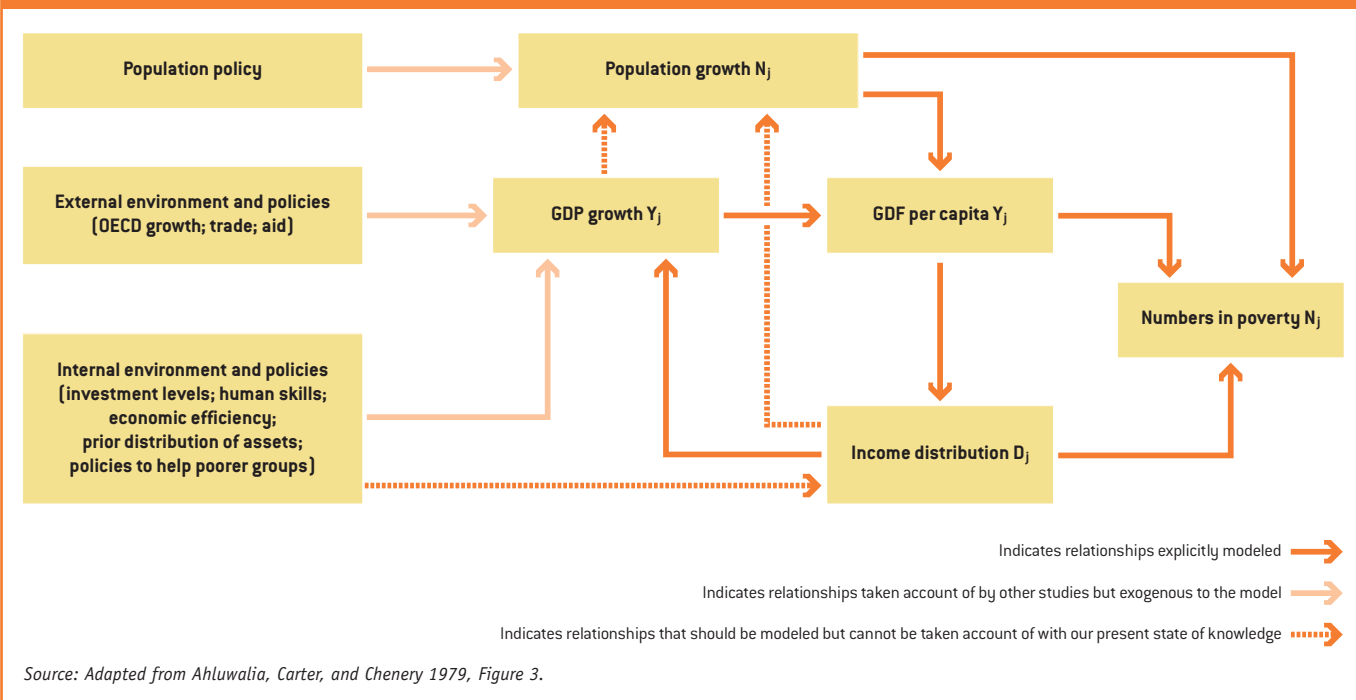 Population policy
Population growth Nj
External environment and policies
(OECD growth; trade; aid)
GDP growth Yj
GDF per capita Yj
Numbers in poverty Nj
Internal environment and policies
(investment levels; human skills;
economic efficiency;
prior distribution of assets;
policies to help poorer groups)
Income distribution Dj
Indicates relationships explicitly modeled
Indicates relationships taken account of by other studies but exogenous to the model
Indicates relationships that should be modeled but cannot be taken account of with our present state of knowledge
Source: Adapted from Ahluwalia, Carter, and Chenery 1979, Figure 3.